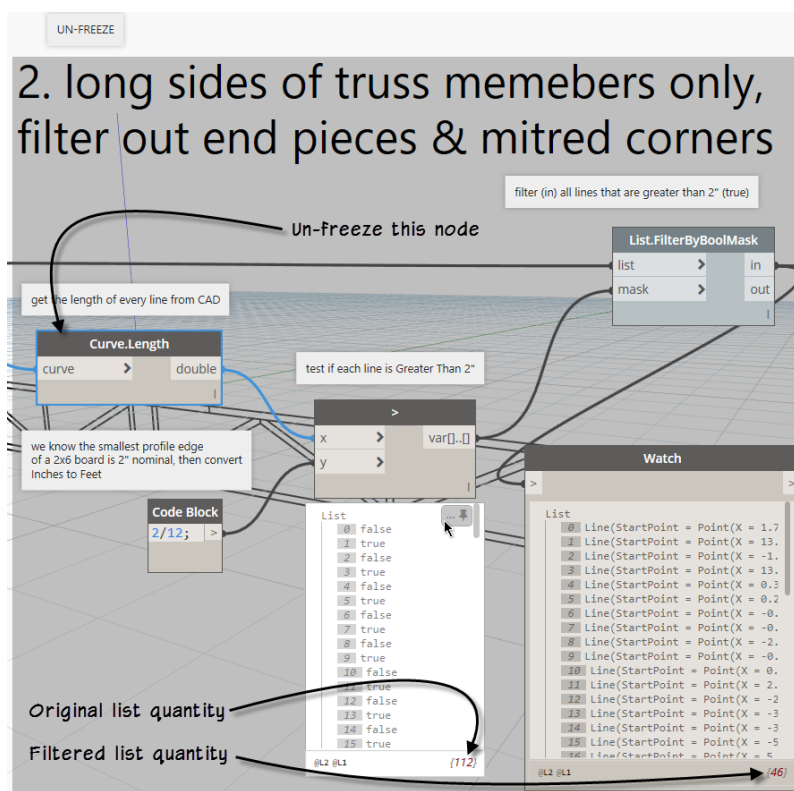 UN-FREEZE
2. long sides of truss memebers only,
filter out end pieces & mitred corners
filter (in) all lines that are greater than 2" (true)
Un-freeze this node
List.FilterByBoolMask
list > in
mask > out
l
get the length of every line from CAD
Curve.Length
curve > double
l
test if each line is Greater Than 2"
>
x > var[]..[]
y >
l
we know the smallest profile edge
of a 2x6 board is 2" nominal, then convert
Inches to Feet
Code Block
2/12; >
Watch
> >
List
0 false
1 true
2 false
3 true
4 false
5 true
6 false
7 true
8 false
9 true
10 false
11 true
12 false
13 true
14 false
15 true
@L2 @L1 {112}
List
0 Line(StartPoint = Point(X = 1.7
1 Line(StartPoint = Point(X = 13.
2 Line(StartPoint = Point(X = -1.
3 Line(StartPoint = Point(X = 13.
4 Line(StartPoint = Point(X = 0.3
5 Line(StartPoint = Point(X = 0.2
6 Line(StartPoint = Point(X = -0.
7 Line(StartPoint = Point(X = -0.
8 Line(StartPoint = Point(X = -2.
9 Line(StartPoint = Point(X = -0.
10 Line(StartPoint = Point(X = 0.
11 Line(StartPoint = Point(X = 2.
12 Line(StartPoint = Point(X = -2
13 Line(StartPoint = Point(X = -3
14 Line(StartPoint = Point(X = -3
15 Line(StartPoint = Point(X = -5
16 Line(StartPoint = Point(X = 5
@L2 @L1 {46}
Original list quantity
Filtered list quantity